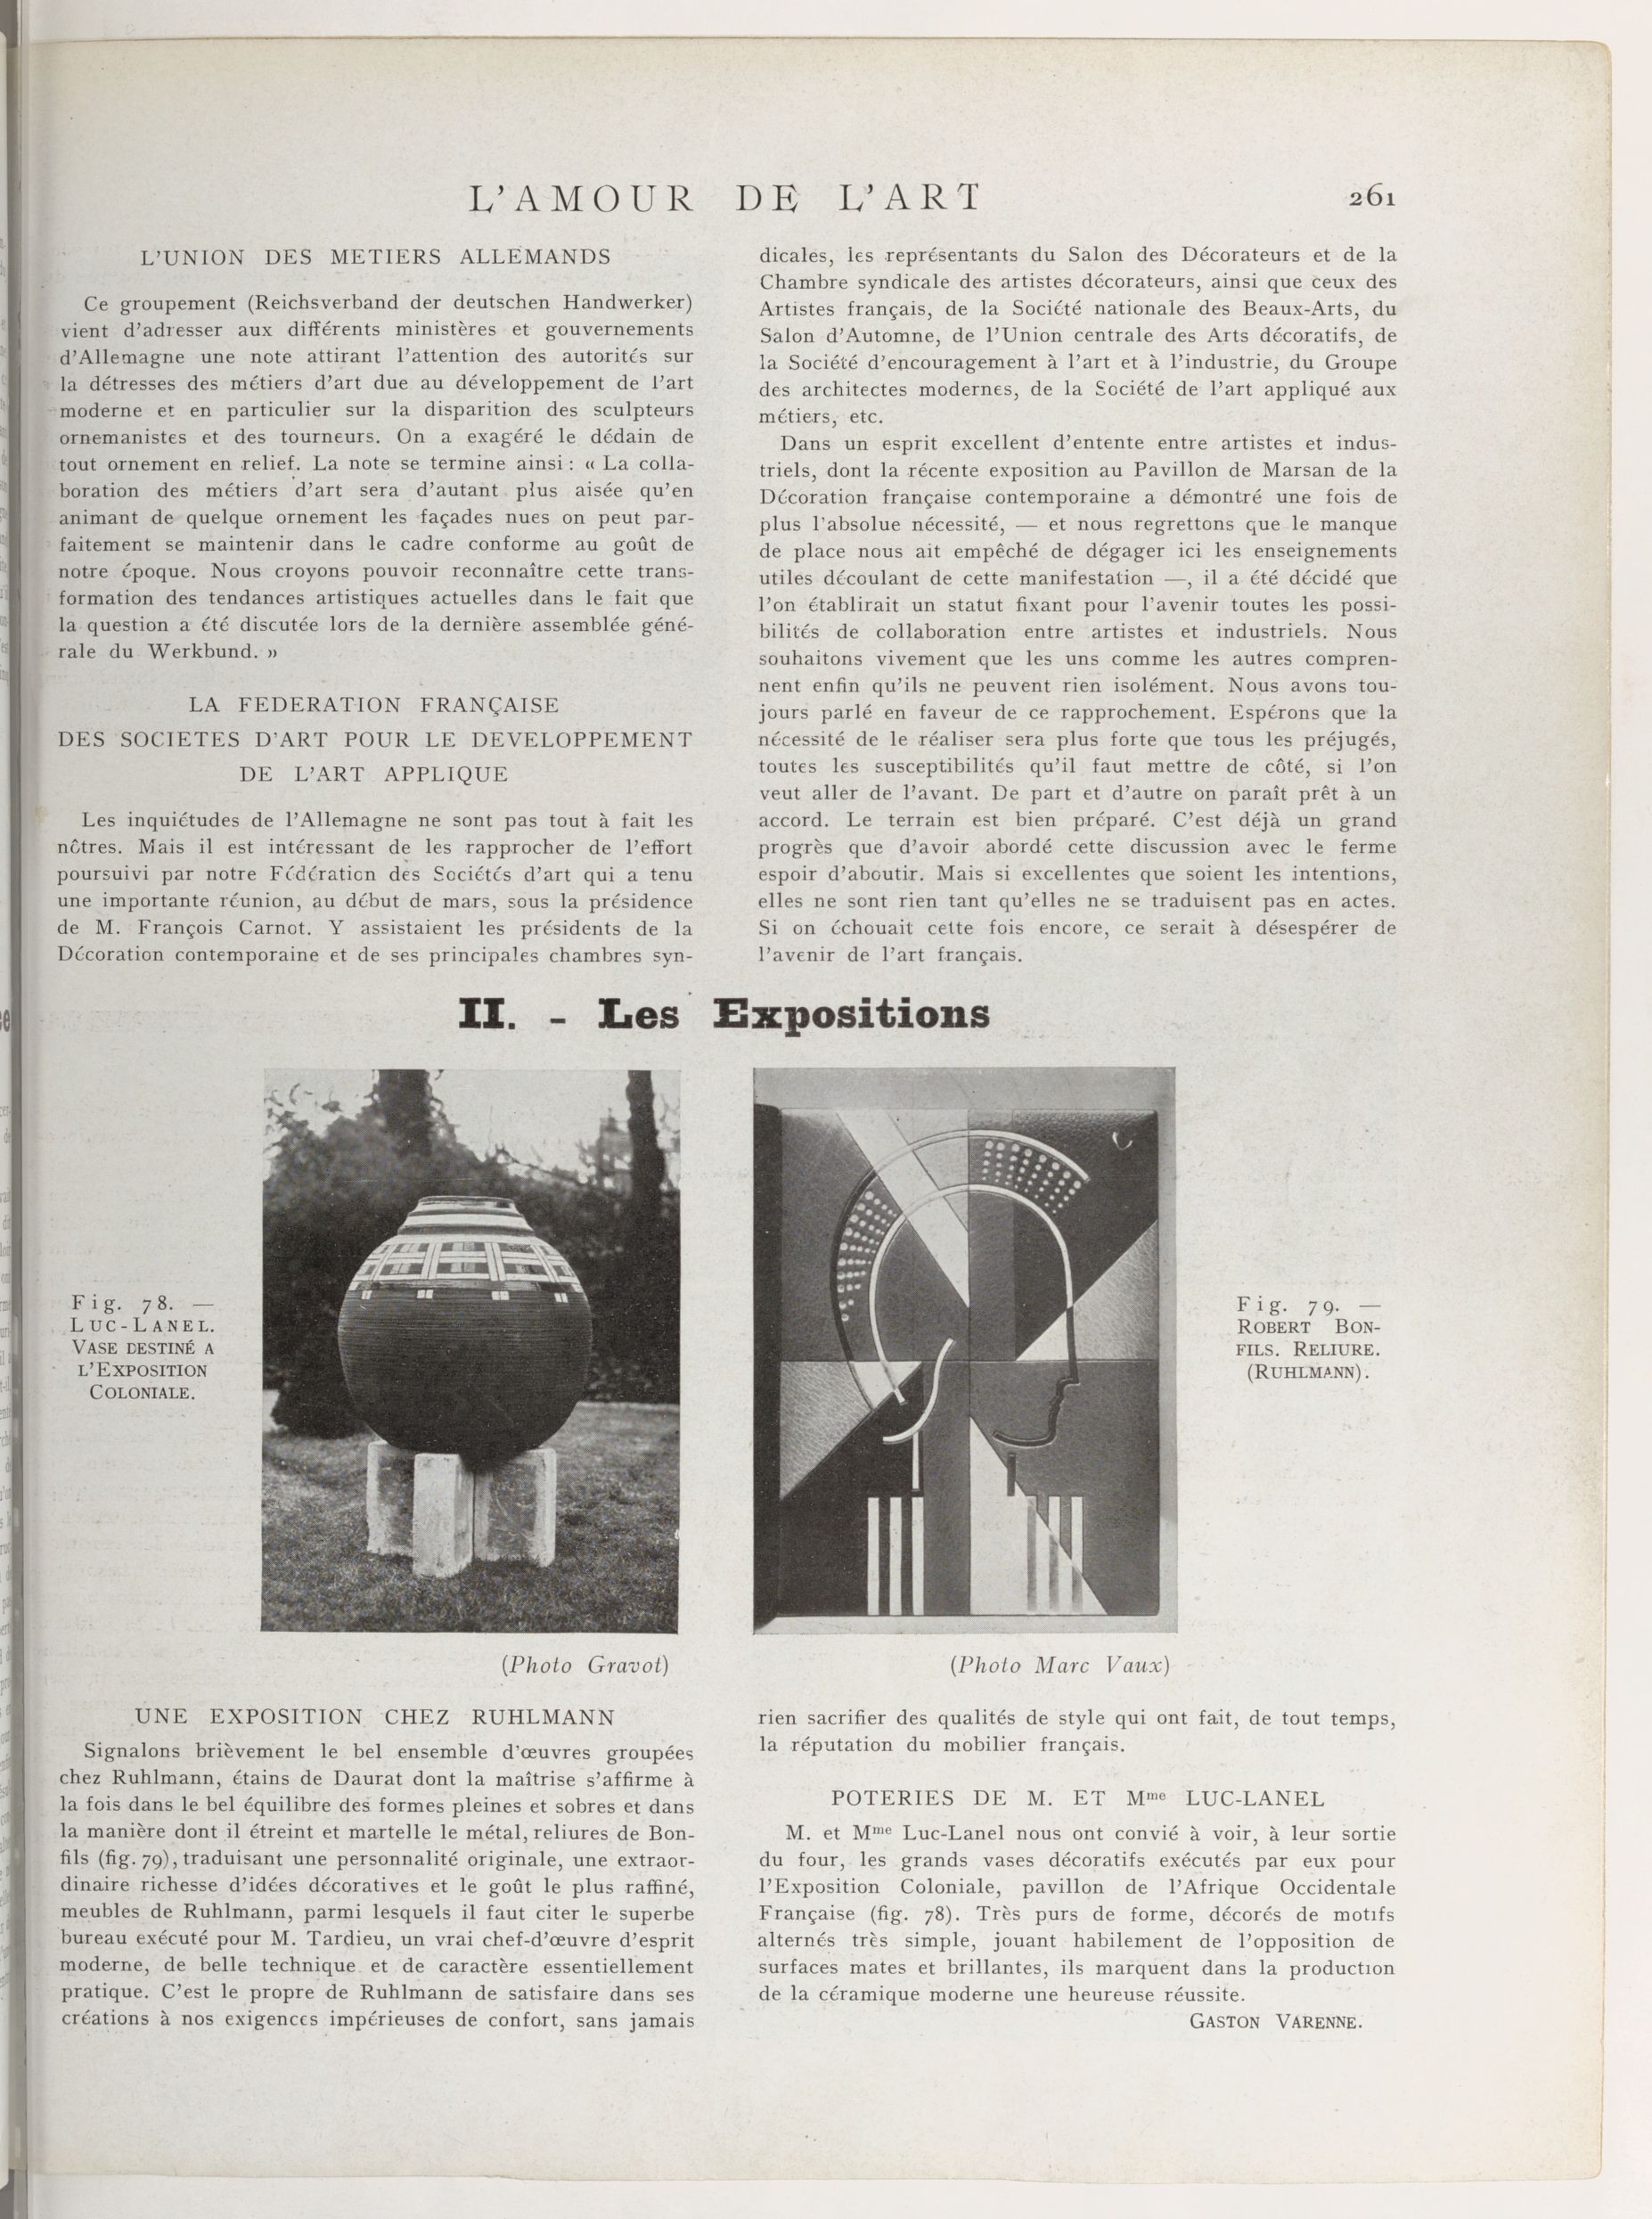 L'AMOUR DE L'ART
261
L'UNION DES METIERS ALLEMANDS
Ce groupement (Reichsverband der deutschen Handwerker)
vient d'adresser aux différents ministères et gouvernements
d'Allemagne une note attirant l'attention des autorités sur
la détresses des métiers d'art due au développement de l'art
moderne et en particulier sur la disparition des sculpteurs
ornemanistes et des tourneurs. On a exagéré le dédain de
tout ornement en relief. La note se termine ainsi : « La colla-
boration des métiers d'art sera d'autant plus aisée qu'en
animant de quelque ornement les façades nues on peut par-
faitement se maintenir dans le cadre conforme au goût de
notre époque. Nous croyons pouvoir reconnaître cette trans-
formation des tendances artistiques actuelles dans le fait que
la question a été discutée lors de la dernière assemblée géné-
rale du Werkbund. »
LA FEDERATION FRANÇAISE
DES SOCIETES D'ART POUR LE DEVELOPPEMENT
DE L'ART APPLIQUE
Les inquiétudes de l'Allemagne ne sont pas tout à fait les
nôtres. Mais il est intéressant de les rapprocher de l'effort
poursuivi par notre Fédération des Sociétés d'art qui a tenu
une importante réunion, au début de mars, sous la présidence
de M. François Carnot. Y assistaient les présidents de la
Décoration contemporaine et de ses principales chambres syn-
dicales, les représentants du Salon des Décorateurs et de la
Chambre syndicale des artistes décorateurs, ainsi que ceux des
Artistes français, de la Société nationale des Beaux-Arts, du
Salon d'Automne, de l'Union centrale des Arts décoratifs, de
la Société d'encouragement à l'art et à l'industrie, du Groupe
des architectes modernes, de la Société de l'art appliqué aux
métiers, etc.
Dans un esprit excellent d'entente entre artistes et indus-
triels, dont la récente exposition au Pavillon de Marsan de la
Décoration française contemporaine a démontré une fois de
plus l'absolue nécessité, — et nous regrettons que le manque
de place nous ait empêché de dégager ici les enseignements
utiles découlant de cette manifestation —, il a été décidé que
l'on établirait un statut fixant pour l'avenir toutes les possi-
bilités de collaboration entre artistes et industriels. Nous
souhaitons vivement que les uns comme les autres compren-
nent enfin qu'ils ne peuvent rien isolément. Nous avons tou-
jours parlé en faveur de ce rapprochement. Espérons que la
nécessité de le réaliser sera plus forte que tous les préjugés,
toutes les susceptibilités qu'il faut mettre de côté, si l'on
veut aller de l'avant. De part et d'autre on paraît prêt à un
accord. Le terrain est bien préparé. C'est déjà un grand
progrès que d'avoir abordé cette discussion avec le ferme
espoir d'aboutir. Mais si excellentes que soient les intentions,
elles ne sont rien tant qu'elles ne se traduisent pas en actes.
Si on échouait cette fois encore, ce serait à désespérer de
l'avenir de l'art français.
II. - Les Expositions
Fig. 78. —
LUC-LANEL.
VASE DESTINÉ A
L'EXPOSITION
COLONIALE.
Fig. 79. —
ROBERT BON-
FILS. RELIURE.
(RUHLMANN).
(Photo Gravot)
(Photo Marc Vaux)
UNE EXPOSITION CHEZ RUHLMANN
Signalons brièvement le bel ensemble d'œuvres groupées
chez Ruhlmann, étains de Daurat dont la maîtrise s'affirme à
la fois dans le bel équilibre des formes pleines et sobres et dans
la manière dont il étreint et martelle le métal, reliures de Bon-
fils (fig. 79), traduisant une personnalité originale, une extraor-
dinaire richesse d'idées décoratives et le goût le plus raffiné,
meubles de Ruhlmann, parmi lesquels il faut citer le superbe
bureau exécuté pour M. Tardieu, un vrai chef-d'œuvre d'esprit
moderne, de belle technique et de caractère essentiellement
pratique. C'est le propre de Ruhlmann de satisfaire dans ses
créations à nos exigences impérieuses de confort, sans jamais
rien sacrifier des qualités de style qui ont fait, de tout temps,
la réputation du mobilier français.
POTERIES DE M. ET Mme LUC-LANEL
M. et Mme Luc-Lanel nous ont convié à voir, à leur sortie
du four, les grands vases décoratifs exécutés par eux pour
l'Exposition Coloniale, pavillon de l'Afrique Occidentale
Française (fig. 78). Très purs de forme, décorés de motifs
alternés très simple, jouant habilement de l'opposition de
surfaces mates et brillantes, ils marquent dans la production
de la céramique moderne une heureuse réussite.
GASTON VARENNE.